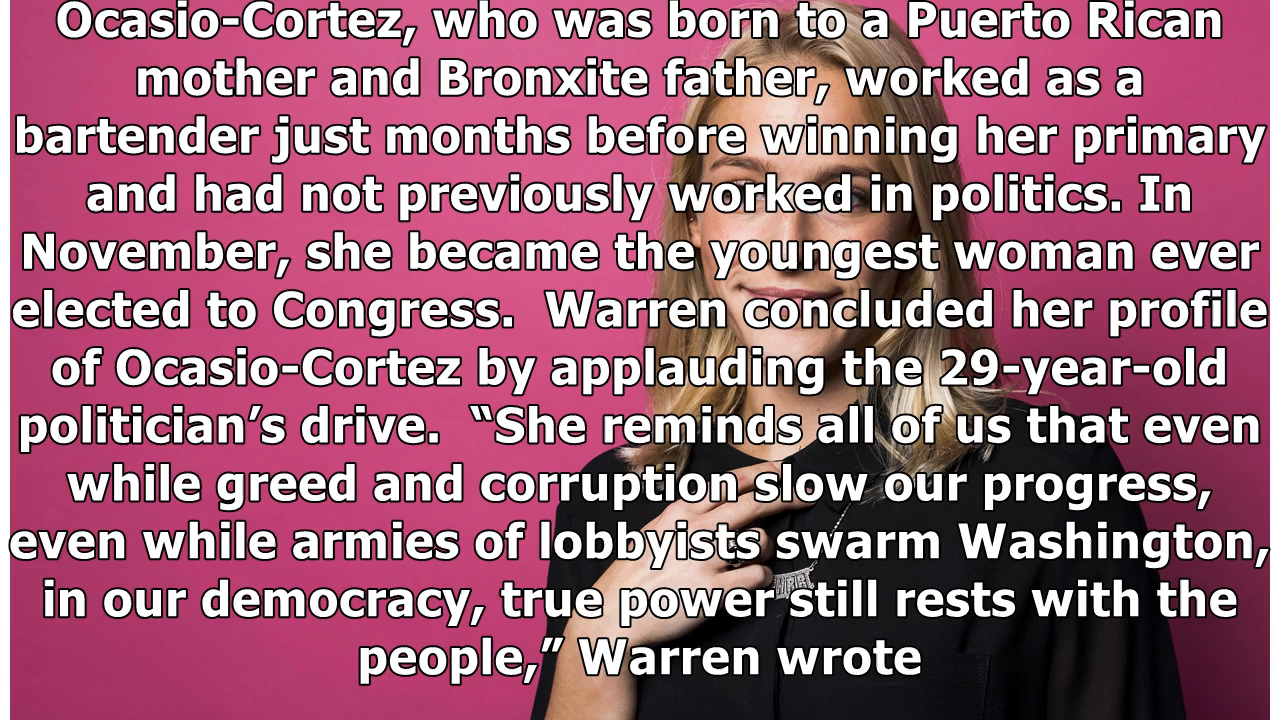 Ocasio-Cortez, who was born to a Puerto Rican
mother and Bronxite father, worked as a
bartender just months before winning her primary
and had not previously worked in politics. In
November, she became the youngest woman ever
elected to Congress.  Warren concluded her profile
of Ocasio-Cortez by applauding the 29-year-old
politician’s drive.  “She reminds all of us that even
while greed and corruption slow our progress,
even while armies of lobbyists swarm Washington,
in our democracy, true power still rests with the
people,” Warren wrote